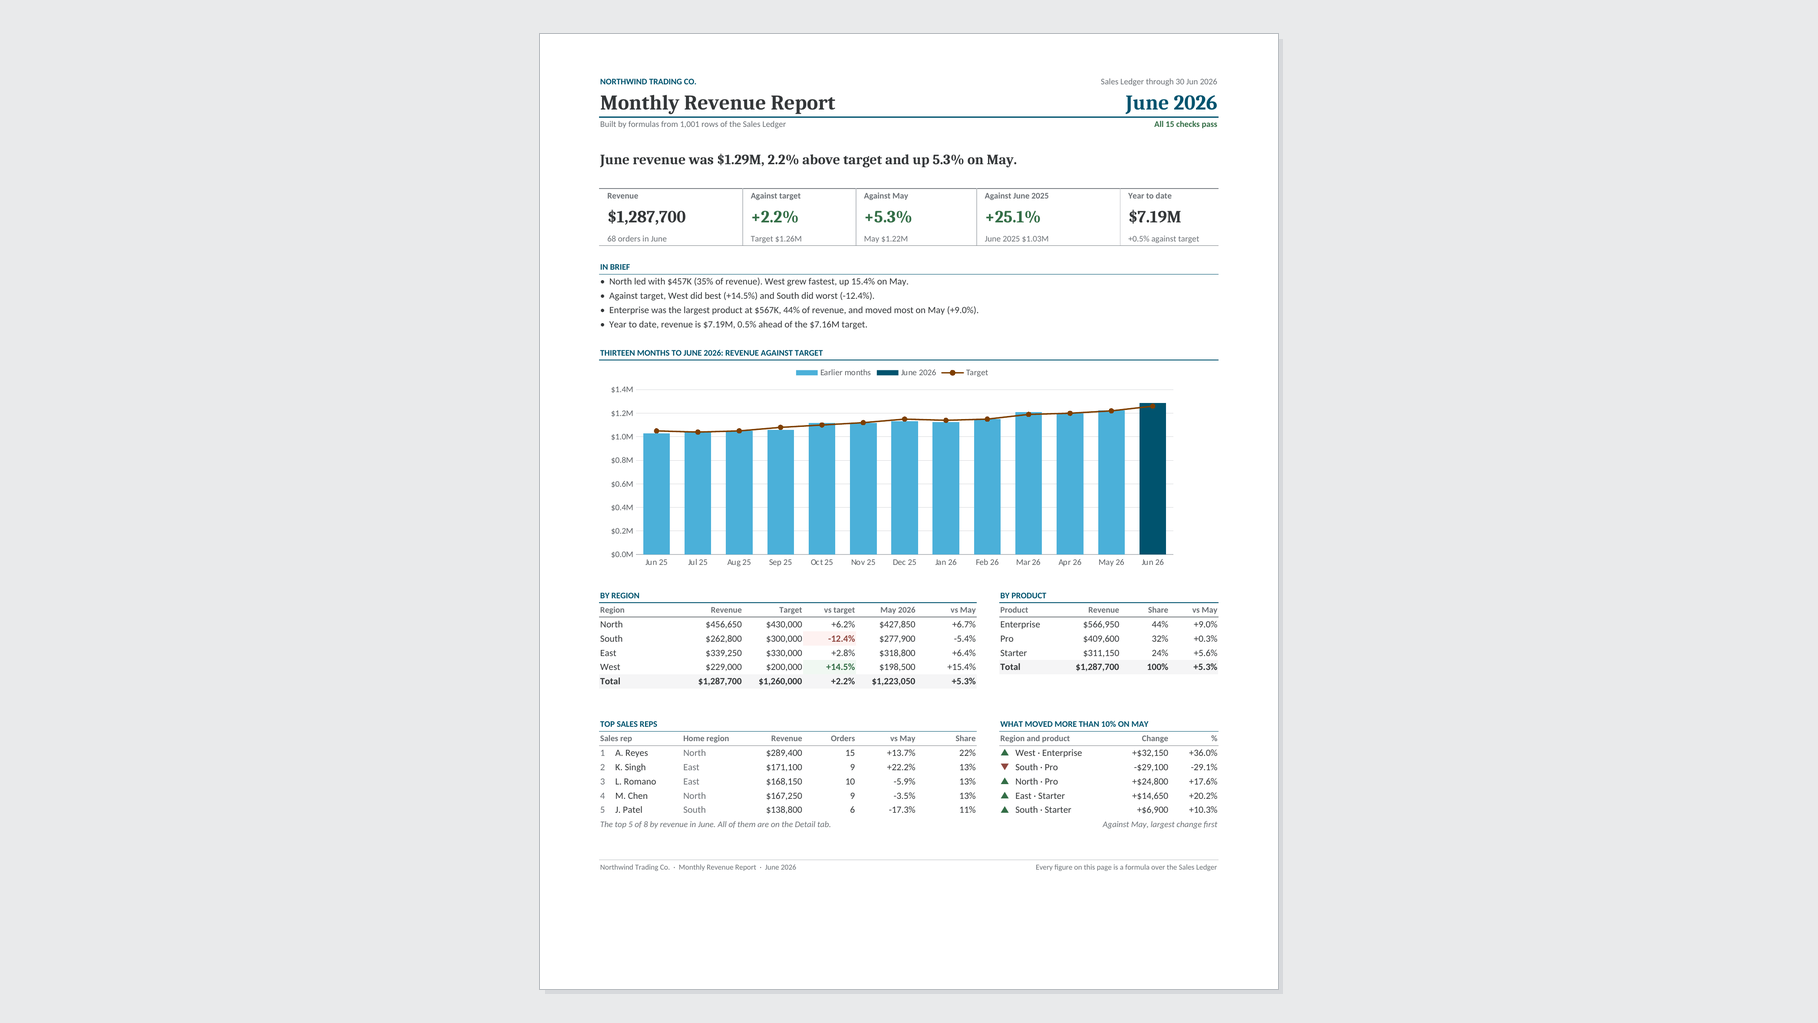 NORTHWIND TRADING CO.
Sales Ledger through 30 Jun 2026
Monthly Revenue Report
June 2026
Built by formulas from 1,001 rows of the Sales Ledger
All 15 checks pass
June revenue was $1.29M, 2.2% above target and up 5.3% on May.
Revenue Against target Against May Against June 2025 Year to date
$1,287,700 +2.2% +5.3% +25.1% $7.19M
68 orders in June Target $1.26M May $1.22M June 2025 $1.03M +0.5% against target
IN BRIEF
• North led with $457K (35% of revenue). West grew fastest, up 15.4% on May.
• Against target, West did best (+14.5%) and South did worst (-12.4%).
• Enterprise was the largest product at $567K, 44% of revenue, and moved most on May (+9.0%).
• Year to date, revenue is $7.19M, 0.5% ahead of the $7.16M target.
THIRTEEN MONTHS TO JUNE 2026: REVENUE AGAINST TARGET
Earlier months June 2026 Target
$1.4M
$1.2M
$1.0M
$0.8M
$0.6M
$0.4M
$0.2M
$0.0M
Jun 25 Jul 25 Aug 25 Sep 25 Oct 25 Nov 25 Dec 25 Jan 26 Feb 26 Mar 26 Apr 26 May 26 Jun 26
BY REGION
Region Revenue Target vs target May 2026 vs May
North $456,650 $430,000 +6.2% $427,850 +6.7%
South $262,800 $300,000 -12.4% $277,900 -5.4%
East $339,250 $330,000 +2.8% $318,800 +6.4%
West $229,000 $200,000 +14.5% $198,500 +15.4%
Total $1,287,700 $1,260,000 +2.2% $1,223,050 +5.3%
BY PRODUCT
Product Revenue Share vs May
Enterprise $566,950 44% +9.0%
Pro $409,600 32% +0.3%
Starter $311,150 24% +5.6%
Total $1,287,700 100% +5.3%
TOP SALES REPS
Sales rep Home region Revenue Orders vs May Share
1 A. Reyes North $289,400 15 +13.7% 22%
2 K. Singh East $171,100 9 +22.2% 13%
3 L. Romano East $168,150 10 -5.9% 13%
4 M. Chen North $167,250 9 -3.5% 13%
5 J. Patel South $138,800 6 -17.3% 11%
The top 5 of 8 by revenue in June. All of them are on the Detail tab.
WHAT MOVED MORE THAN 10% ON MAY
Region and product Change %
▲ West · Enterprise +$32,150 +36.0%
▼ South · Pro -$29,100 -29.1%
▲ North · Pro +$24,800 +17.6%
▲ East · Starter +$14,650 +20.2%
▲ South · Starter +$6,900 +10.3%
Against May, largest change first
Northwind Trading Co. · Monthly Revenue Report · June 2026
Every figure on this page is a formula over the Sales Ledger